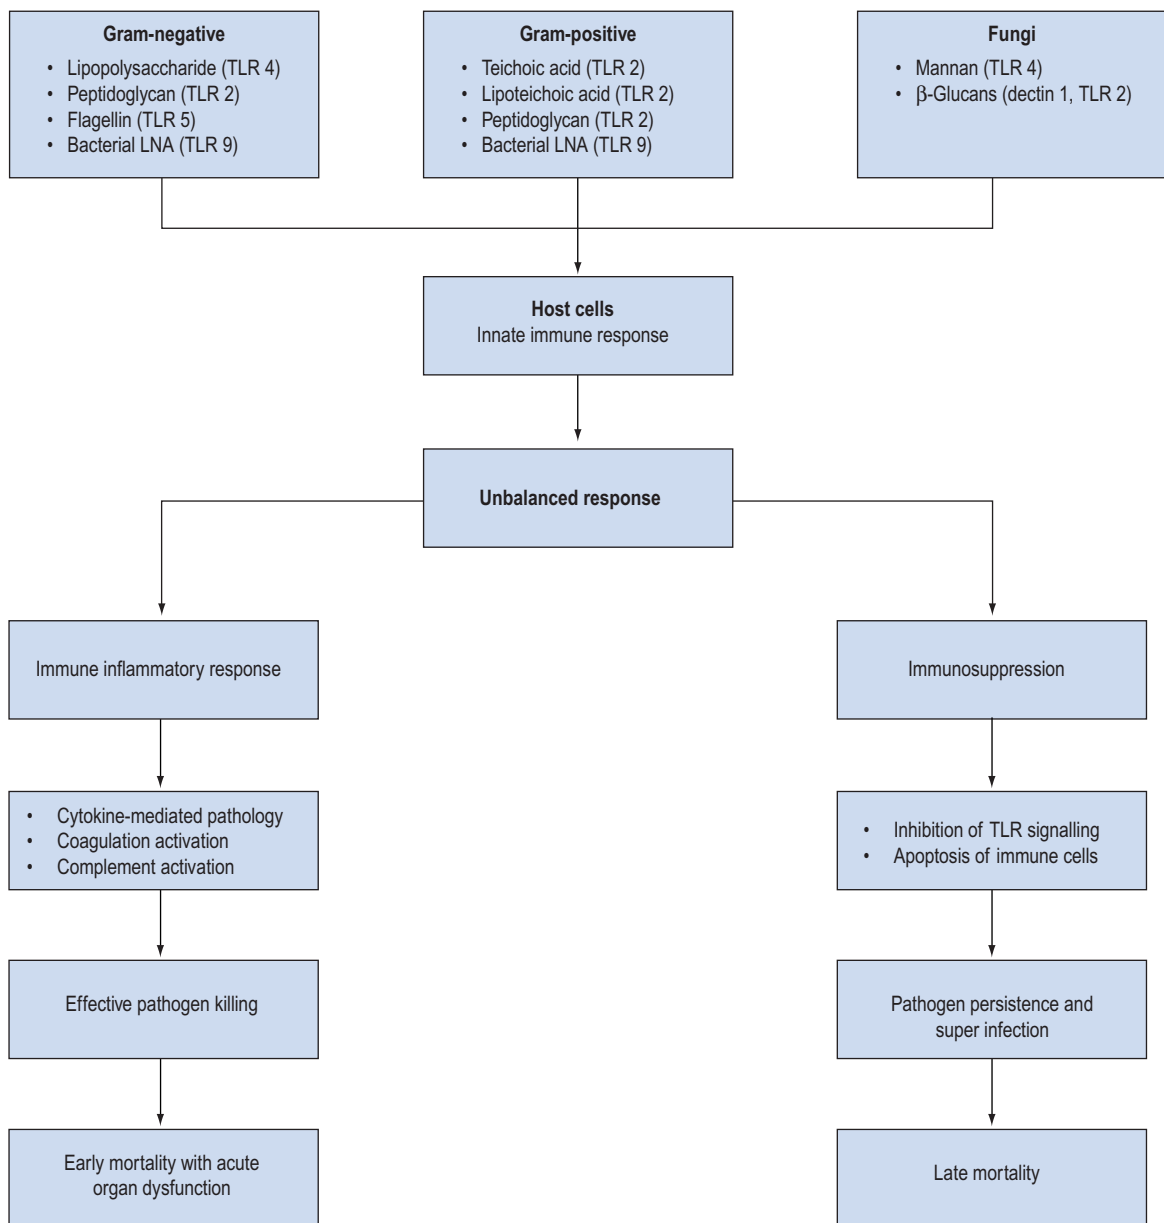 Gram-negative
• Lipopolysaccharide (TLR 4)
• Peptidoglycan (TLR 2)
• Flagellin (TLR 5)
• Bacterial LNA (TLR 9)
Gram-positive
• Teichoic acid (TLR 2)
• Lipoteichoic acid (TLR 2)
• Peptidoglycan (TLR 2)
• Bacterial LNA (TLR 9)
Fungi
• Mannan (TLR 4)
• β-Glucans (dectin 1, TLR 2)
Host cells
Innate immune response
Unbalanced response
Immune inflammatory response
• Cytokine-mediated pathology
• Coagulation activation
• Complement activation
Effective pathogen killing
Early mortality with acute
organ dysfunction
Immunosuppression
• Inhibition of TLR signalling
• Apoptosis of immune cells
Pathogen persistence and
super infection
Late mortality